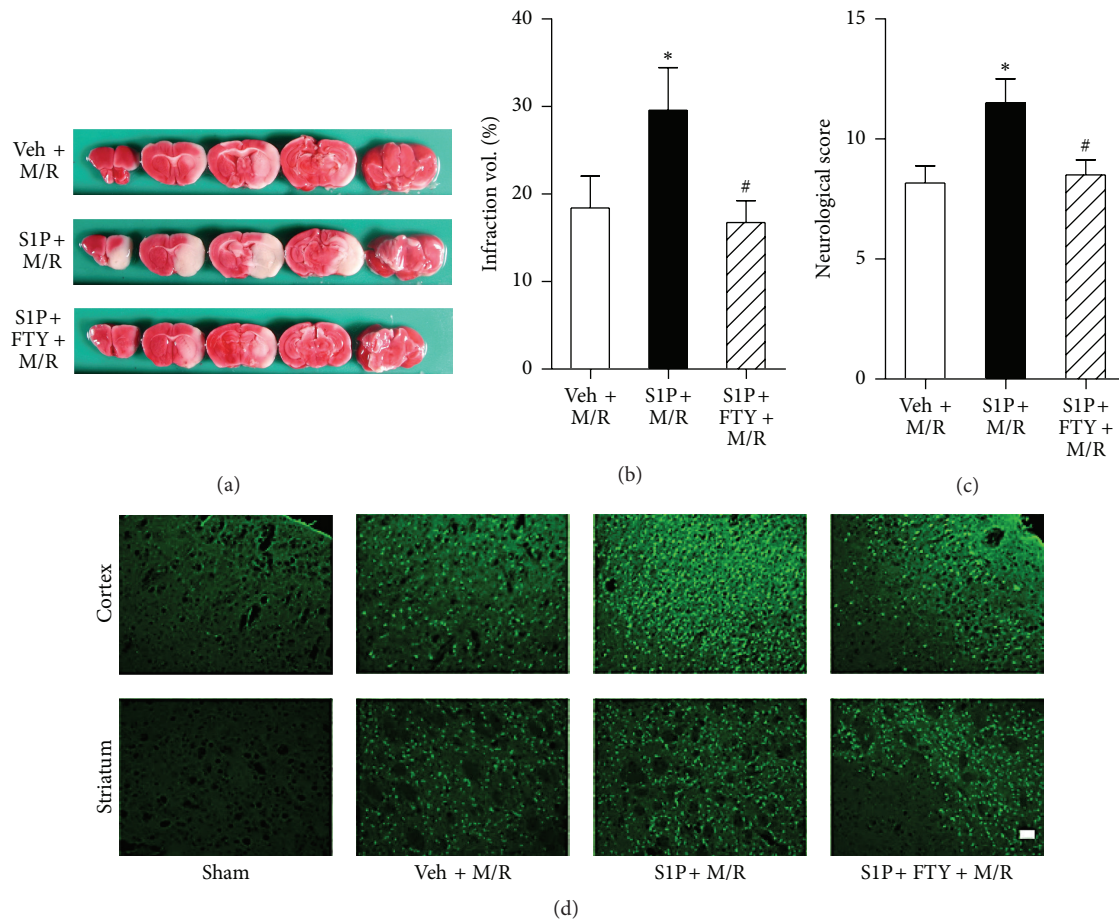 Veh +
M/R
S1P+
M/R
S1P+
FTY +
M/R
(a)
Infraction vol. (%)
40
30
20
10
0
*
#
Veh +
M/R
S1P+
M/R
S1P+
FTY +
M/R
(b)
Neurological score
15
10
5
0
*
#
Veh +
M/R
S1P+
M/R
S1P+
FTY +
M/R
(c)
Cortex
Striatum
Sham
Veh + M/R
S1P+ M/R
S1P+ FTY + M/R
(d)